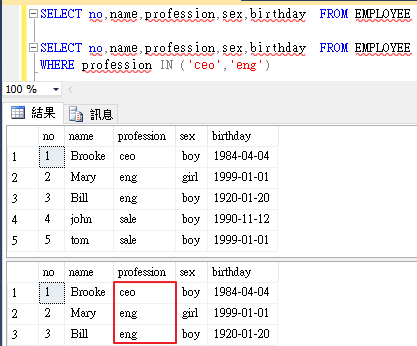 SELECT no,name,profession,sex,birthday FROM EMPLOYEE
SELECT no,name,profession,sex,birthday FROM EMPLOYEE
WHERE profession IN ('ceo','eng')
100 %
結果 訊息
no name profession sex birthday
1 1 Brooke ceo boy 1984-04-04
2 2 Mary eng girl 1999-01-01
3 3 Bill eng boy 1920-01-20
4 4 john sale boy 1990-11-12
5 5 tom sale boy 1999-01-01
no name profession sex birthday
1 1 Brooke ceo boy 1984-04-04
2 2 Mary eng girl 1999-01-01
3 3 Bill eng boy 1920-01-20